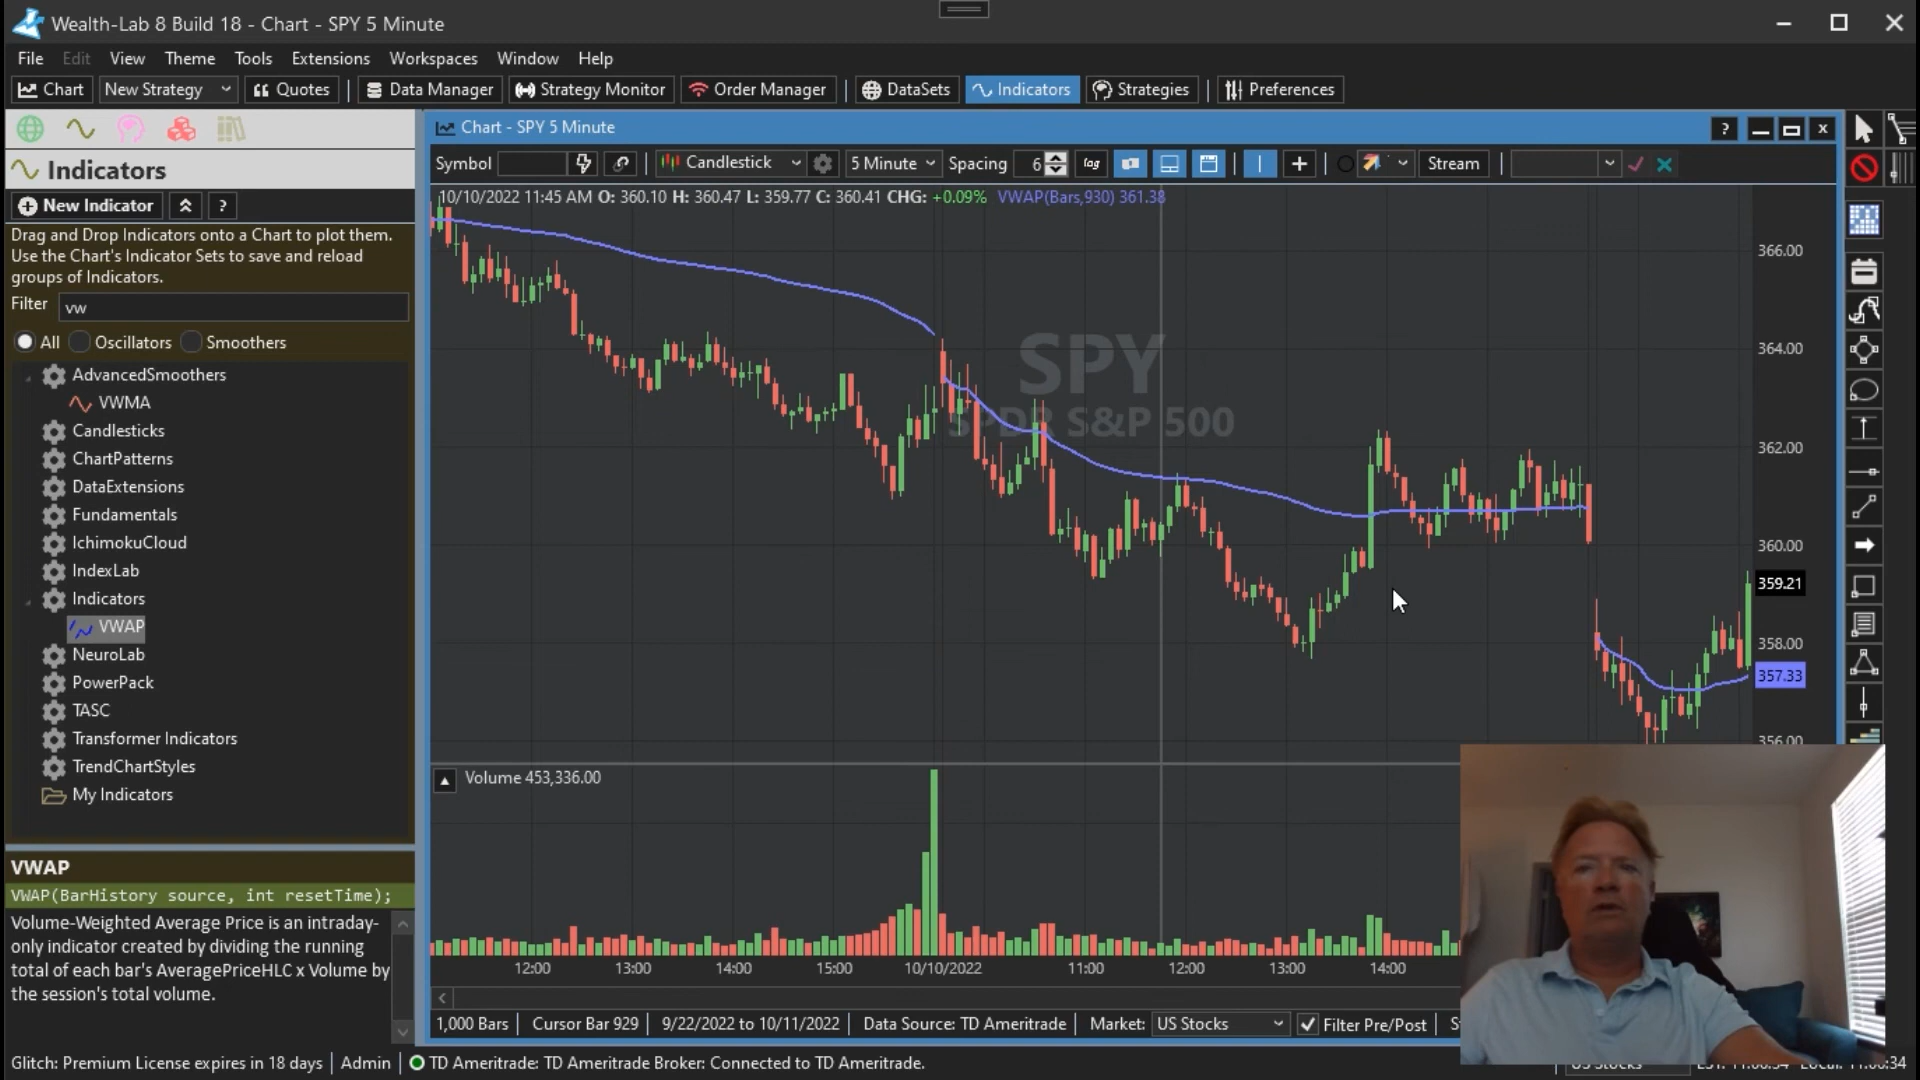 Wealth-Lab 8 Build 18 - Chart - SPY 5 Minute
File Edit View Theme Tools Extensions Workspaces Window Help
Chart New Strategy Quotes Data Manager Strategy Monitor Order Manager DataSets Indicators Strategies Preferences
Indicators
New Indicator ?
Drag and Drop Indicators onto a Chart to plot them.
Use the Chart's Indicator Sets to save and reload
groups of Indicators.
Filter vw
All Oscillators Smoothers
AdvancedSmoothers
VWMA
Candlesticks
ChartPatterns
DataExtensions
Fundamentals
IchimokuCloud
IndexLab
Indicators
VWAP
NeuroLab
PowerPack
TASC
Transformer Indicators
TrendChartStyles
My Indicators
VWAP
VWAP(BarHistory source, int resetTime);
Volume-Weighted Average Price is an intraday-
only indicator created by dividing the running
total of each bar's AveragePriceHLC x Volume by
the session's total volume.
Chart - SPY 5 Minute
Symbol Candlestick 5 Minute Spacing 6 log Stream
10/10/2022 11:45 AM O: 360.10 H: 360.47 L: 359.77 C: 360.41 CHG: +0.09% VWAP(Bars,930) 361.38
SPY
SPDR S&P 500
366.00
364.00
362.00
360.00
359.21
358.00
357.33
356.00
Volume 453,336.00
12:00 13:00 14:00 15:00 10/10/2022 11:00 12:00 13:00 14:00
1,000 Bars Cursor Bar 929 9/22/2022 to 10/11/2022 Data Source: TD Ameritrade Market: US Stocks Filter Pre/Post
Glitch: Premium License expires in 18 days Admin TD Ameritrade: TD Ameritrade Broker: Connected to TD Ameritrade.